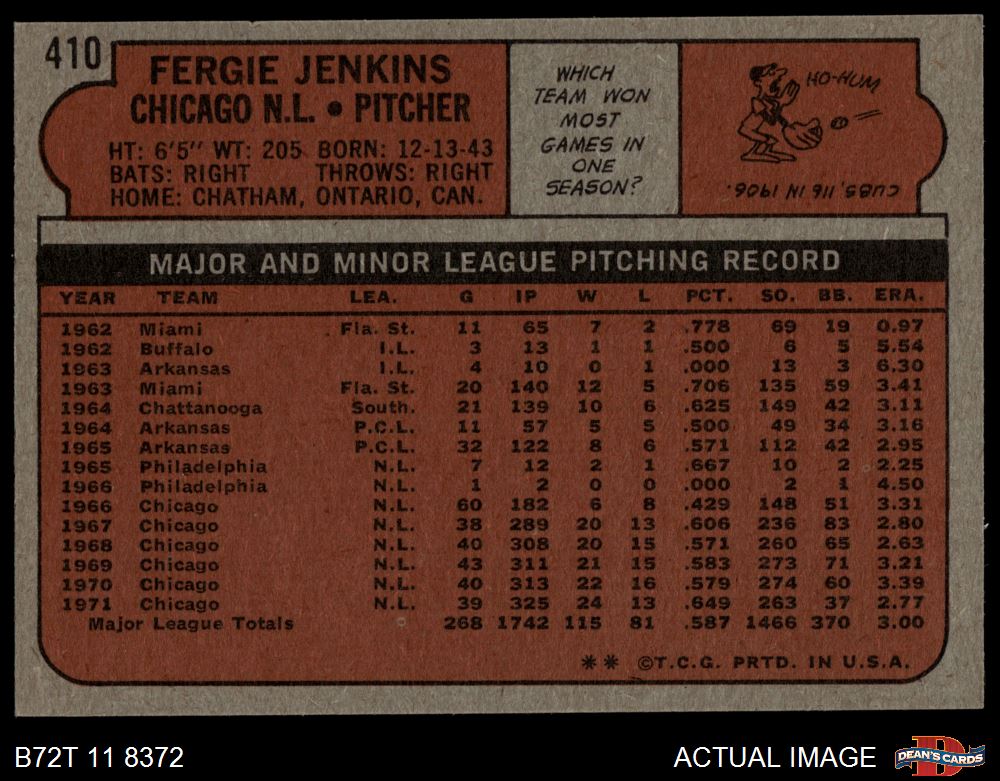 410
FERGIE JENKINS
CHICAGO N.L. • PITCHER
HT: 6'5" WT: 205 BORN: 12-13-43
BATS: RIGHT THROWS: RIGHT
HOME: CHATHAM, ONTARIO, CAN.
WHICH
TEAM WON
MOST
GAMES IN
ONE
SEASON?
HO-HUM
CUBS, 116 IN 1906.
MAJOR AND MINOR LEAGUE PITCHING RECORD
YEAR TEAM LEA. G IP W L PCT. SO. BB. ERA.
1962 Miami Fla. St. 11 65 7 2 .778 69 19 0.97
1962 Buffalo I.L. 3 13 1 1 .500 6 5 5.54
1963 Arkansas I.L. 4 10 0 1 .000 13 3 6.30
1963 Miami Fla. St. 20 140 12 5 .706 135 59 3.41
1964 Chattanooga South. 21 139 10 6 .625 149 42 3.11
1964 Arkansas P.C.L. 11 57 5 5 .500 49 34 3.16
1965 Arkansas P.C.L. 32 122 8 6 .571 112 42 2.95
1965 Philadelphia N.L. 7 12 2 1 .667 10 2 2.25
1966 Philadelphia N.L. 1 2 0 0 .000 2 1 4.50
1966 Chicago N.L. 60 182 6 8 .429 148 51 3.31
1967 Chicago N.L. 38 289 20 13 .606 236 83 2.80
1968 Chicago N.L. 40 308 20 15 .571 260 65 2.63
1969 Chicago N.L. 43 311 21 15 .583 273 71 3.21
1970 Chicago N.L. 40 313 22 16 .579 274 60 3.39
1971 Chicago N.L. 39 325 24 13 .649 263 37 2.77
Major League Totals 268 1742 115 81 .587 1466 370 3.00
** ©T.C.G. PRTD. IN U.S.A.
B72T 11 8372
ACTUAL IMAGE
DEAN'S CARDS